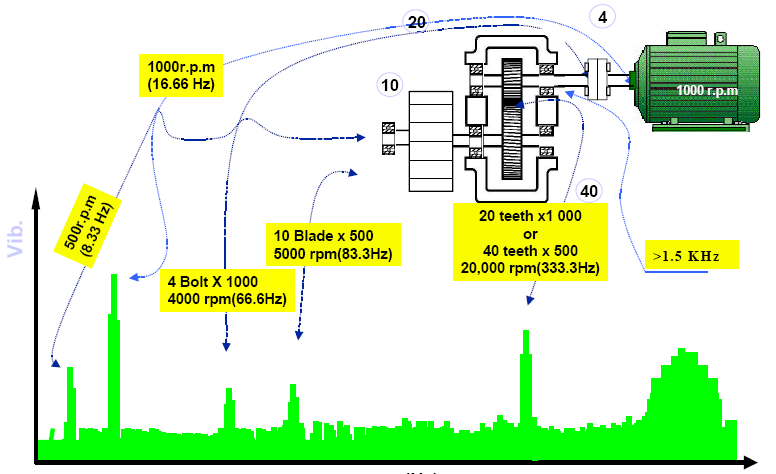 20
4
1000r.p.m
(16.66 Hz)
10
1000 r.p.m
40
500r.p.m
(8.33 Hz)
Vib.
20 teeth x1 000
or
40 teeth x 500
20,000 rpm(333.3Hz)
10 Blade x 500
5000 rpm(83.3Hz)
>1.5 KHz
4 Bolt X 1000
4000 rpm(66.6Hz)